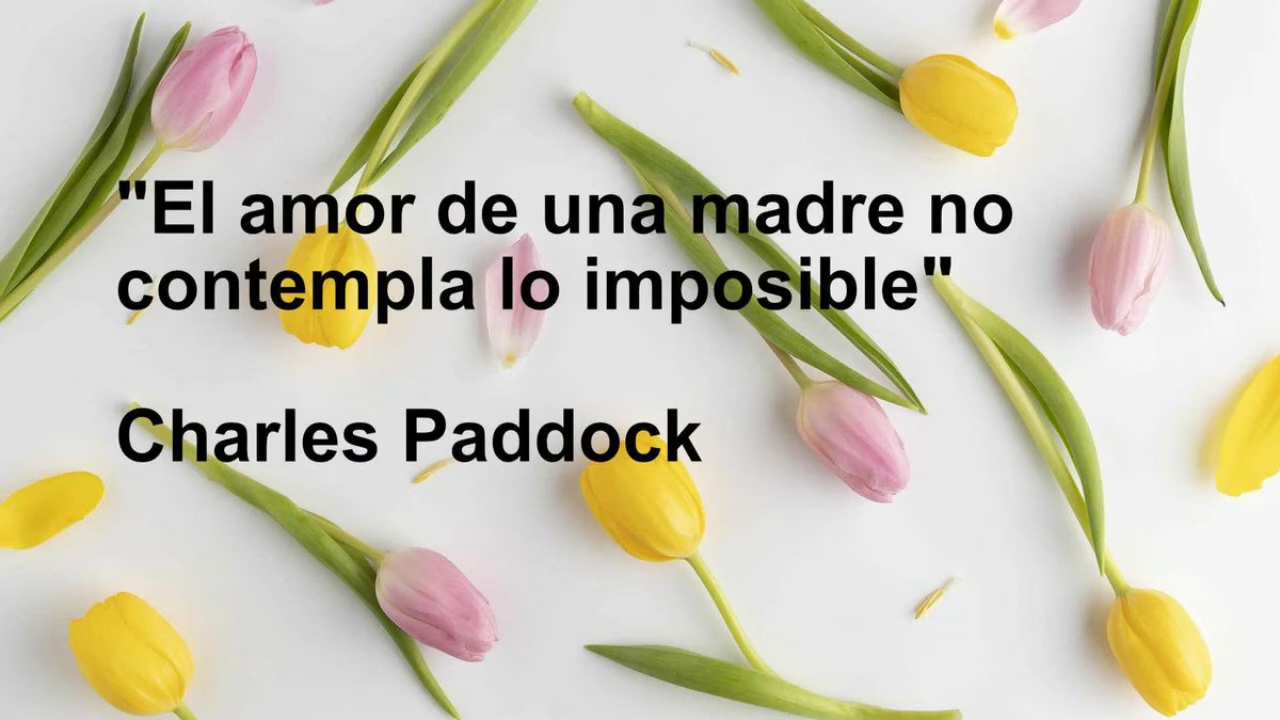 "El amor de una madre no
contempla lo imposible"
Charles Paddock